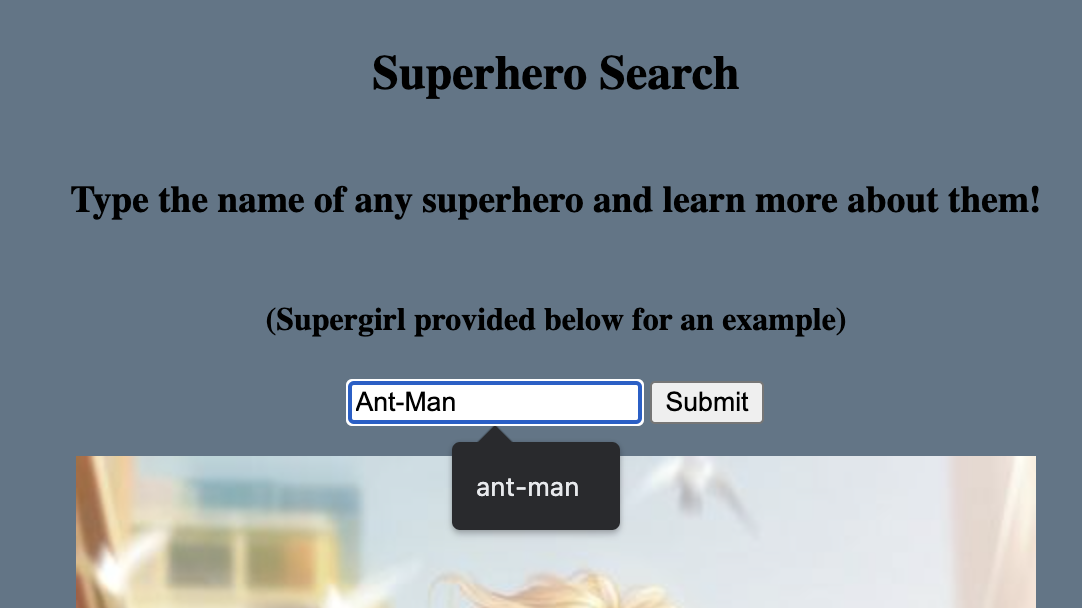 Superhero Search
Type the name of any superhero and learn more about them!
(Supergirl provided below for an example)
Ant-Man Submit
ant-man